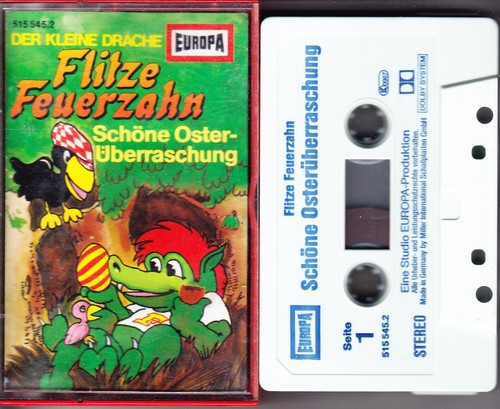 515 545.2
DER KLEINE DRACHE
EUROPA
Flitze
Feuerzahn
Schöne Oster-
Überraschung
Flitze Feuerzahn
Schöne Osterüberraschung
EUROPA
Seite
1
515 545.2
STEREO
Eine Studio EUROPA-Produktion
Alle Urheber- und Leistungsschutzrechte vorbehalten.
Made in Germany by Miller International Schallplatten GmbH
DOLBY SYSTEM